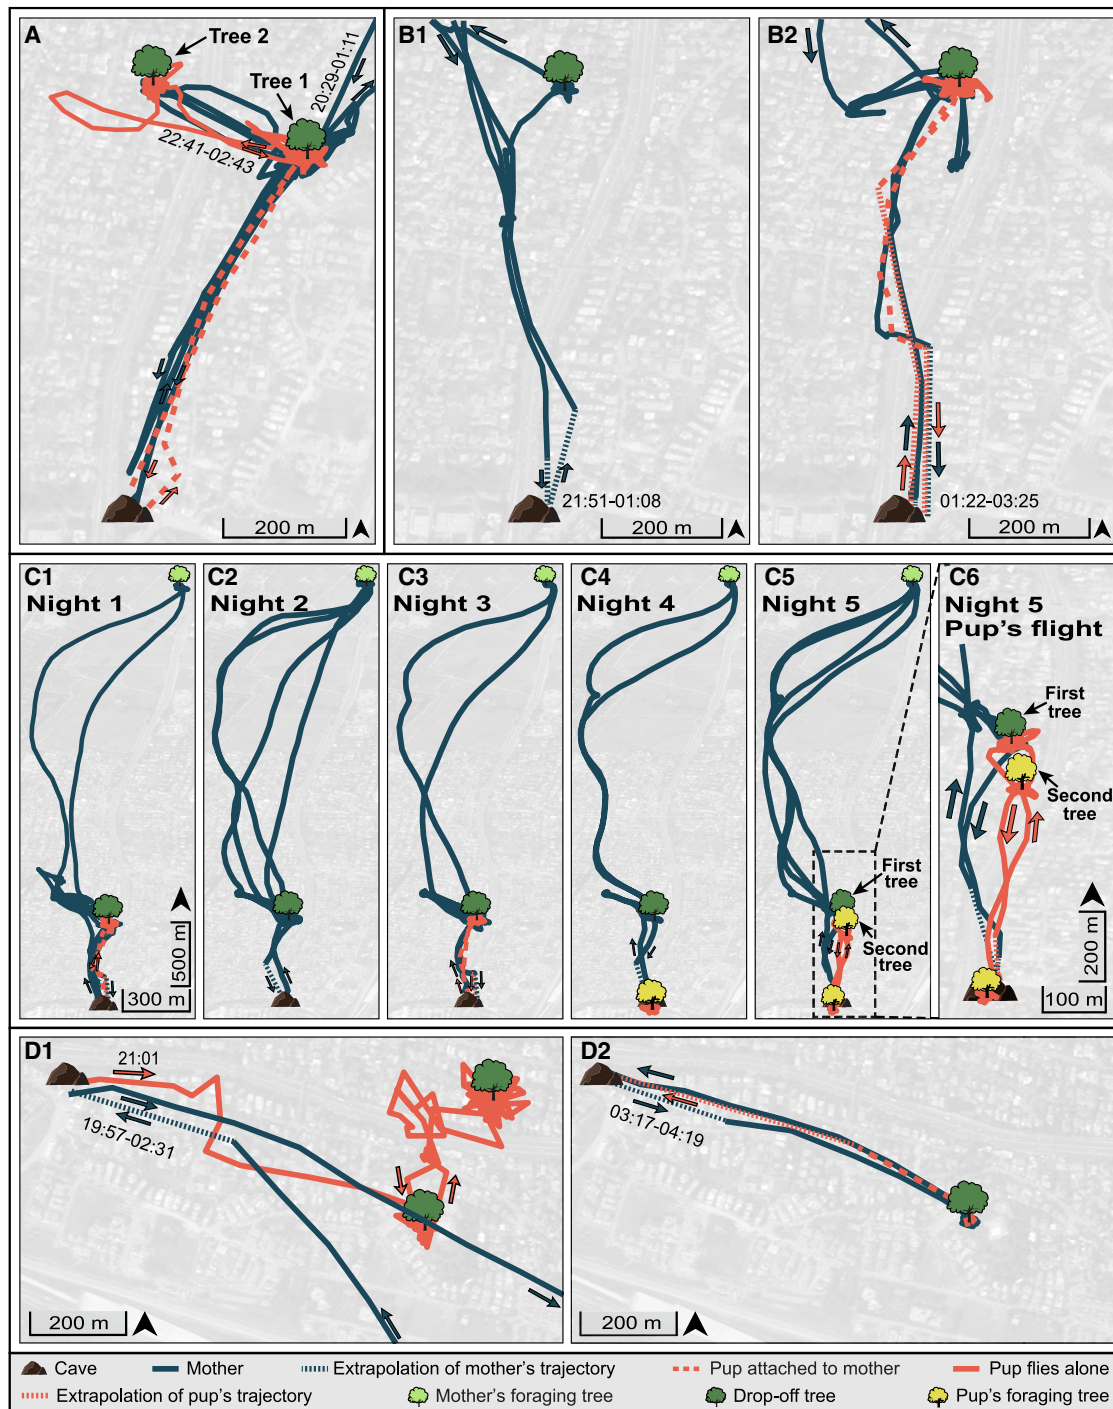 A
Tree 2
Tree 1
20:29-01:11
22:41-02:43
200 m
B1
21:51-01:08
200 m
B2
01:22-03:25
200 m
C1
Night 1
500 m
300 m
C2
Night 2
C3
Night 3
C4
Night 4
C5
Night 5
First
tree
Second
tree
C6
Night 5
Pup's flight
First
tree
Second
tree
200 m
100 m
D1
21:01
19:57-02:31
200 m
D2
03:17-04:19
200 m
Cave
Mother
Extrapolation of mother's trajectory
Pup attached to mother
Pup flies alone
Extrapolation of pup's trajectory
Mother's foraging tree
Drop-off tree
Pup's foraging tree